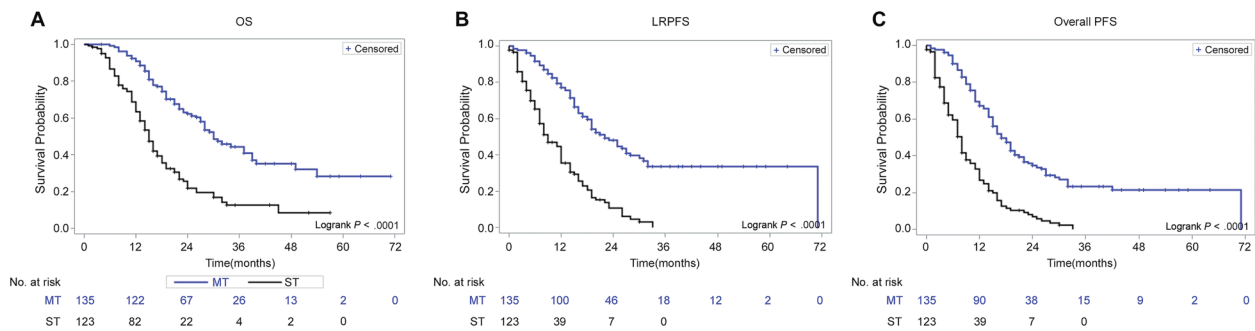 A
OS
1.0
0.8
0.6
0.4
0.2
0.0
Survival Probability
+ Censored
Logrank P < .0001
0 12 24 36 48 60 72
Time(months)
No. at risk
MT ST
MT 135 122 67 26 13 2 0
ST 123 82 22 4 2 0
B
LRPFS
1.0
0.8
0.6
0.4
0.2
0.0
Survival Probability
+ Censored
Logrank P < .0001
0 12 24 36 48 60 72
Time(months)
No. at risk
MT 135 100 46 18 12 2 0
ST 123 39 7 0
C
Overall PFS
1.0
0.8
0.6
0.4
0.2
0.0
Survival Probability
+ Censored
Logrank P < .0001
0 12 24 36 48 60 72
Time(months)
No. at risk
MT 135 90 38 15 9 2 0
ST 123 39 7 0